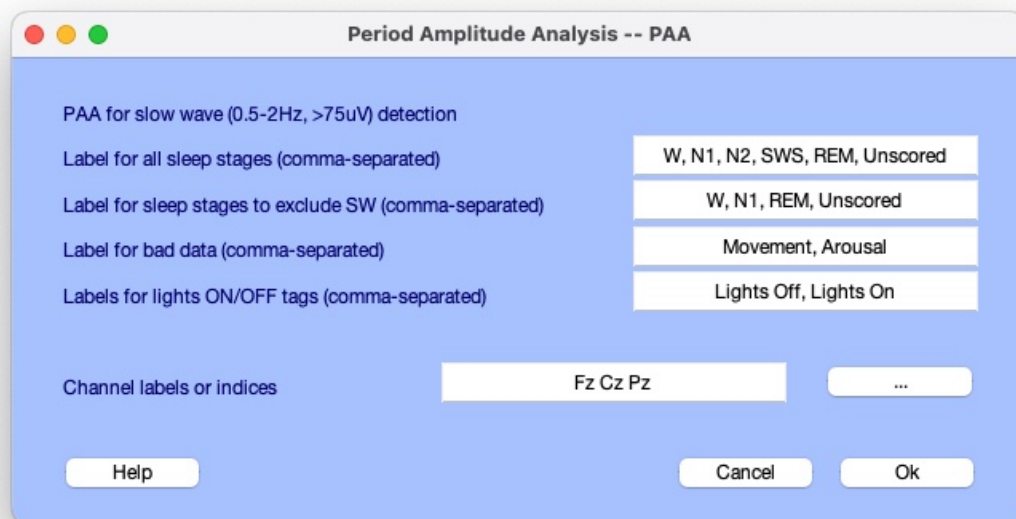 Period Amplitude Analysis -- PAA
PAA for slow wave (0.5-2Hz, >75uV) detection
Label for all sleep stages (comma-separated) W, N1, N2, SWS, REM, Unscored
Label for sleep stages to exclude SW (comma-separated) W, N1, REM, Unscored
Label for bad data (comma-separated) Movement, Arousal
Labels for lights ON/OFF tags (comma-separated) Lights Off, Lights On
Channel labels or indices Fz Cz Pz ...
Help Cancel Ok